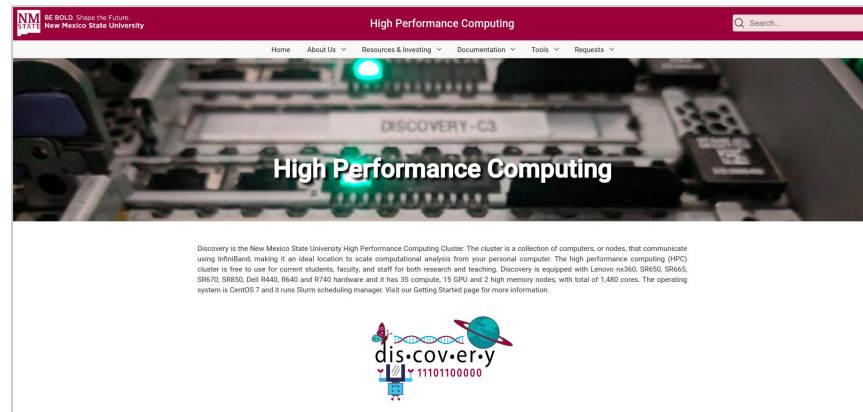 NM
STATE
BE BOLD. Shape the Future.
New Mexico State University
High Performance Computing
Search...
Home About Us Resources & Investing Documentation Tools Requests
DISCOVERY-C3
High Performance Computing
Discovery is the New Mexico State University High Performance Computing Cluster. The cluster is a collection of computers, or nodes, that communicate
using InfiniBand, making it an ideal location to scale computational analysis from your personal computer. The high performance computing (HPC)
cluster is free to use for current students, faculty, and staff for both research and teaching. Discovery is equipped with Lenovo nx360, SR650, SR665,
SR670, SR850, Dell R440, R640 and R740 hardware and it has 35 compute, 15 GPU and 2 high memory nodes, with total of 1,480 cores. The operating
system is CentOS 7 and it runs Slurm scheduling manager. Visit our Getting Started page for more information.
dis•cov•er•y
11101100000